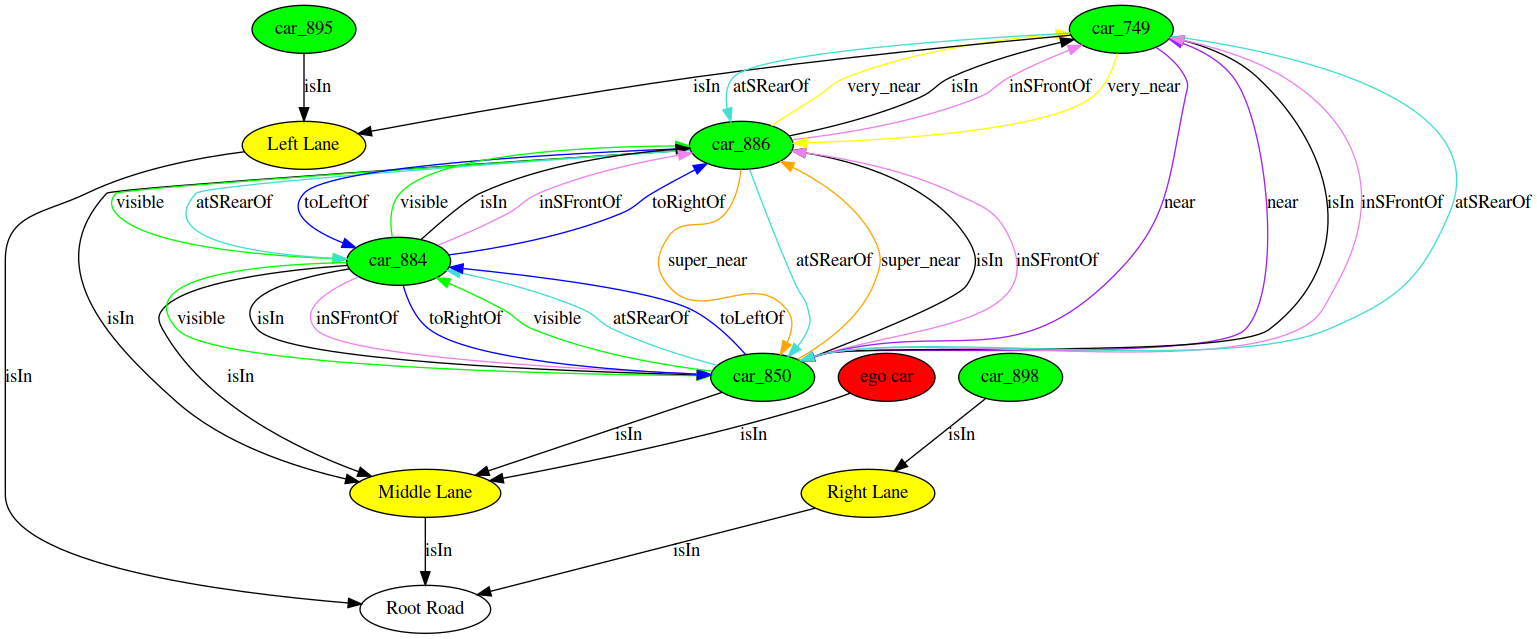 car_895
car_749
isIn
isIn
atSRearOf
very_near
isIn
inSFrontOf
very_near
Left Lane
car_886
visible
atSRearOf
toLeftOf
visible
isIn
inSFrontOf
toRightOf
near
near
isIn
inSFrontOf
atSRearOf
car_884
super_near
atSRearOf
super_near
isIn
inSFrontOf
isIn
visible
isIn
inSFrontOf
toRightOf
visible
atSRearOf
toLeftOf
isIn
isIn
car_850
ego car
car_898
isIn
isIn
isIn
Middle Lane
Right Lane
isIn
isIn
Root Road